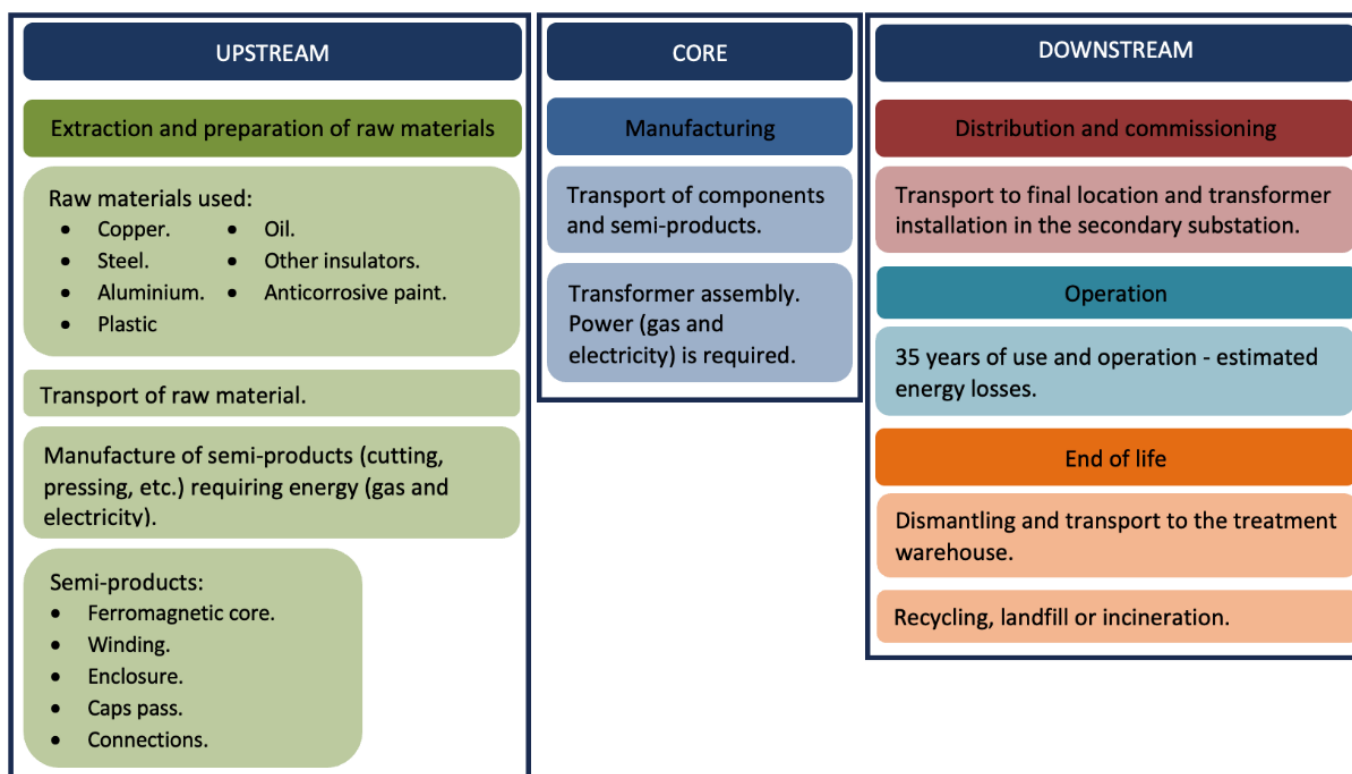 UPSTREAM
Extraction and preparation of raw materials
Raw materials used:
• Copper.
• Steel.
• Aluminium.
• Plastic
• Oil.
• Other insulators.
• Anticorrosive paint.
Transport of raw material.
Manufacture of semi-products (cutting,
pressing, etc.) requiring energy (gas and
electricity).
Semi-products:
• Ferromagnetic core.
• Winding.
• Enclosure.
• Caps pass.
• Connections.
CORE
Manufacturing
Transport of components
and semi-products.
Transformer assembly.
Power (gas and
electricity) is required.
DOWNSTREAM
Distribution and commissioning
Transport to final location and transformer
installation in the secondary substation.
Operation
35 years of use and operation - estimated
energy losses.
End of life
Dismantling and transport to the treatment
warehouse.
Recycling, landfill or incineration.